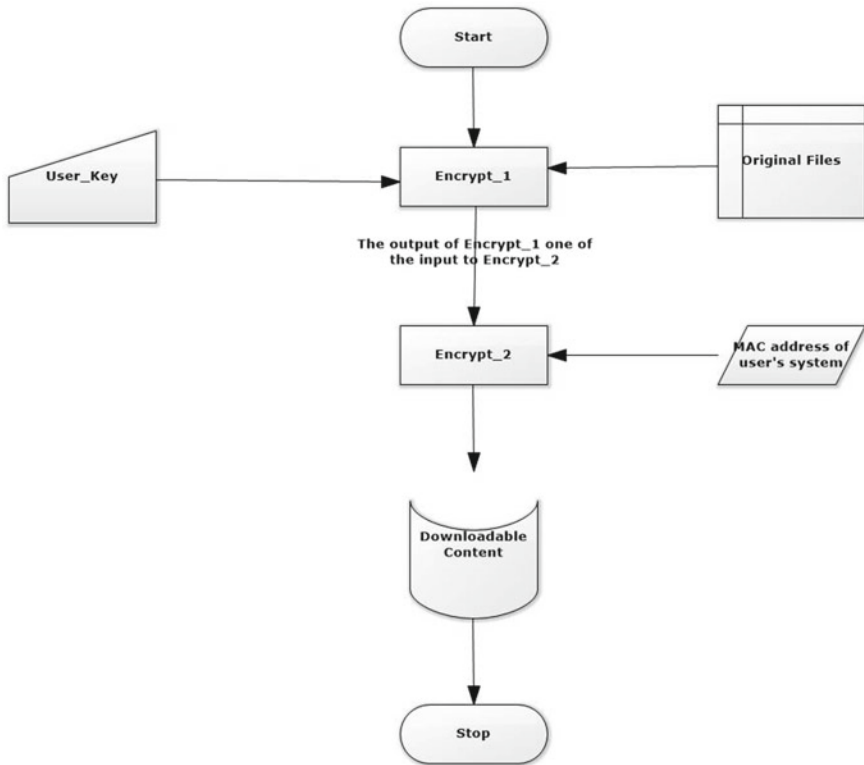 Start
User_Key
Encrypt_1
Original Files
The output of Encrypt_1 one of
the input to Encrypt_2
Encrypt_2
MAC address of
user's system
Downloadable
Content
Stop